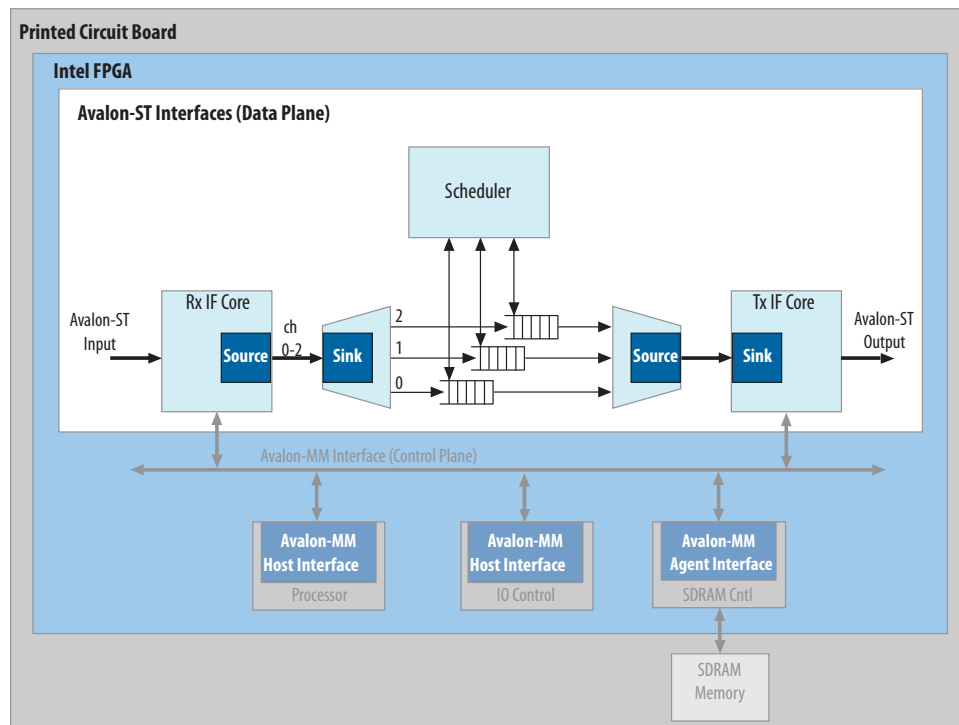 Printed Circuit Board
Intel FPGA
Avalon-ST Interfaces (Data Plane)
Scheduler
Rx IF Core
Tx IF Core
Avalon-ST
Input
ch
0-2
2
1
0
Source
Sink
Source
Sink
Avalon-ST
Output
Avalon-MM Interface (Control Plane)
Avalon-MM
Host Interface
Processor
Avalon-MM
Host Interface
IO Control
Avalon-MM
Agent Interface
SDRAM Cntl
SDRAM
Memory